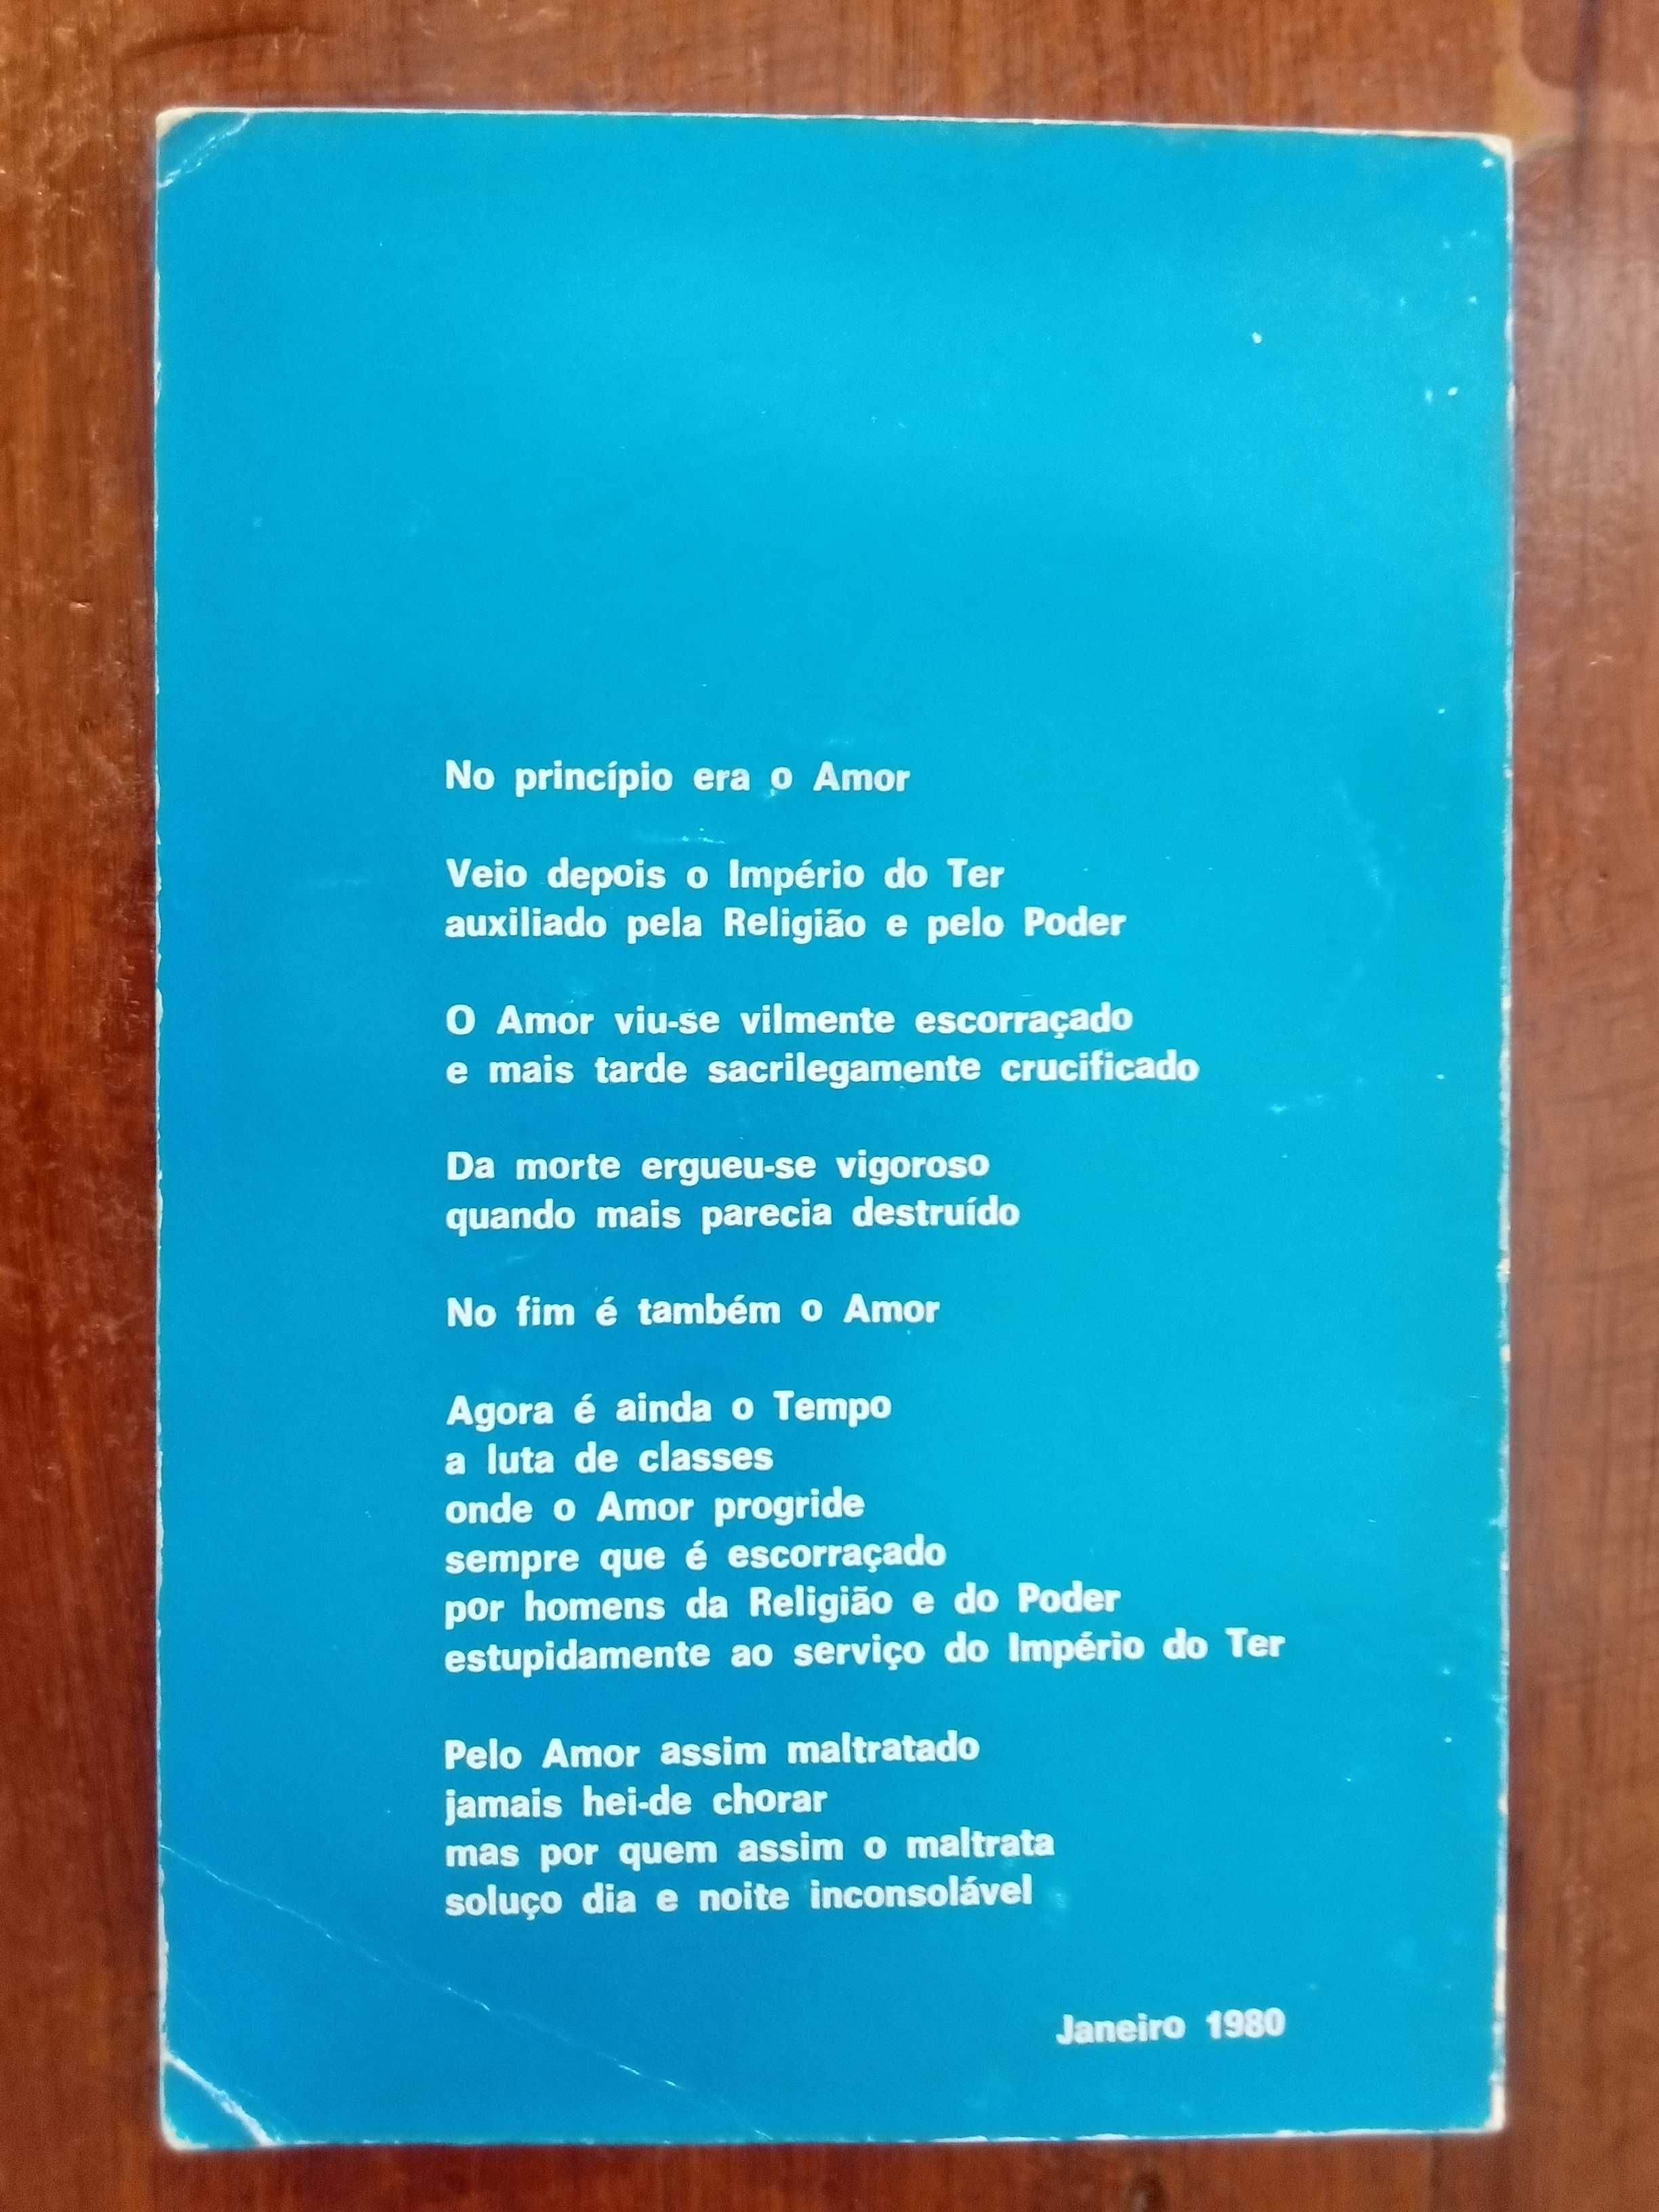 No princípio era o Amor
Veio depois o Império do Ter
auxiliado pela Religião e pelo Poder
O Amor viu-se vilmente escorraçado
e mais tarde sacrilegamente crucificado
Da morte ergueu-se vigoroso
quando mais parecia destruído
No fim é também o Amor
Agora é ainda o Tempo
a luta de classes
onde o Amor progride
sempre que é escorraçado
por homens da Religião e do Poder
estupidamente ao serviço do Império do Ter
Pelo Amor assim maltratado
jamais hei-de chorar
mas por quem assim o maltrata
soluço dia e noite inconsolável
Janeiro 1980